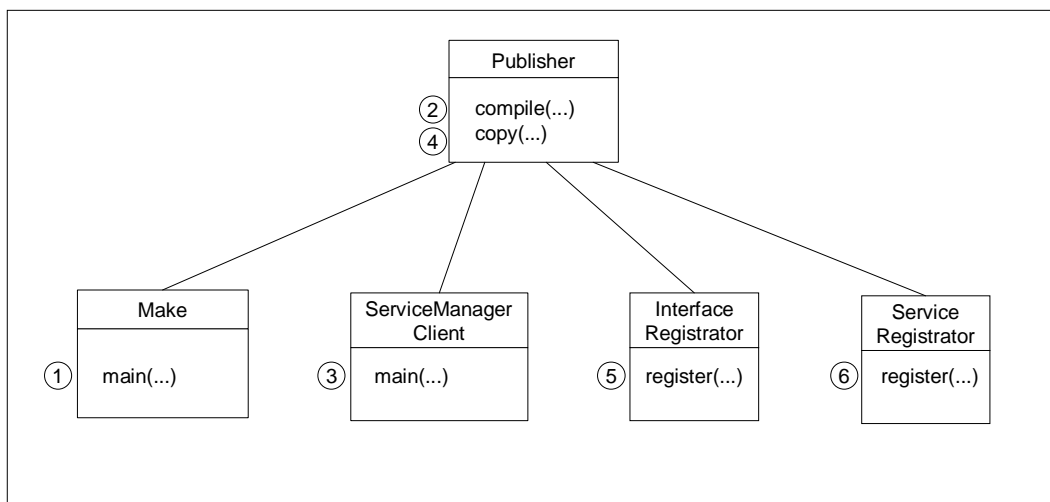 Publisher
② compile(...)
④ copy(...)
Make
① main(...)
ServiceManager
Client
③ main(...)
Interface
Registrator
⑤ register(...)
Service
Registrator
⑥ register(...)